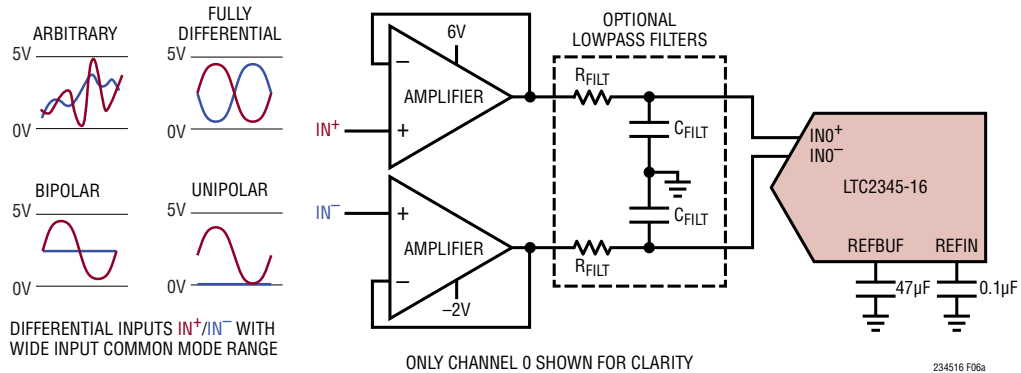 ARBITRARY
5V
0V
FULLY
DIFFERENTIAL
5V
0V
BIPOLAR
5V
0V
UNIPOLAR
5V
0V
DIFFERENTIAL INPUTS IN+/IN− WITH
WIDE INPUT COMMON MODE RANGE
6V
−
AMPLIFIER
+
IN+
IN−
+
AMPLIFIER
−
−2V
OPTIONAL
LOWPASS FILTERS
RFILT
CFILT
CFILT
RFILT
IN0+
IN0−
LTC2345-16
REFBUF REFIN
47µF 0.1µF
ONLY CHANNEL 0 SHOWN FOR CLARITY
234516 F06a